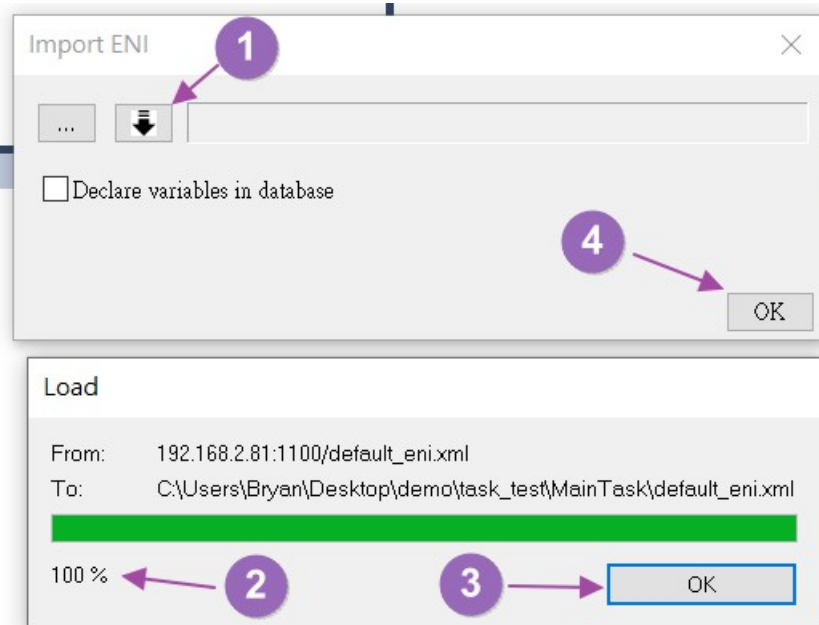 Import ENI
1
...
Declare variables in database
4
OK
Load
From: 192.168.2.81:1100/default_eni.xml
To: C:\Users\Bryan\Desktop\demo\task_test\MainTask\default_eni.xml
100 %
2
3
OK